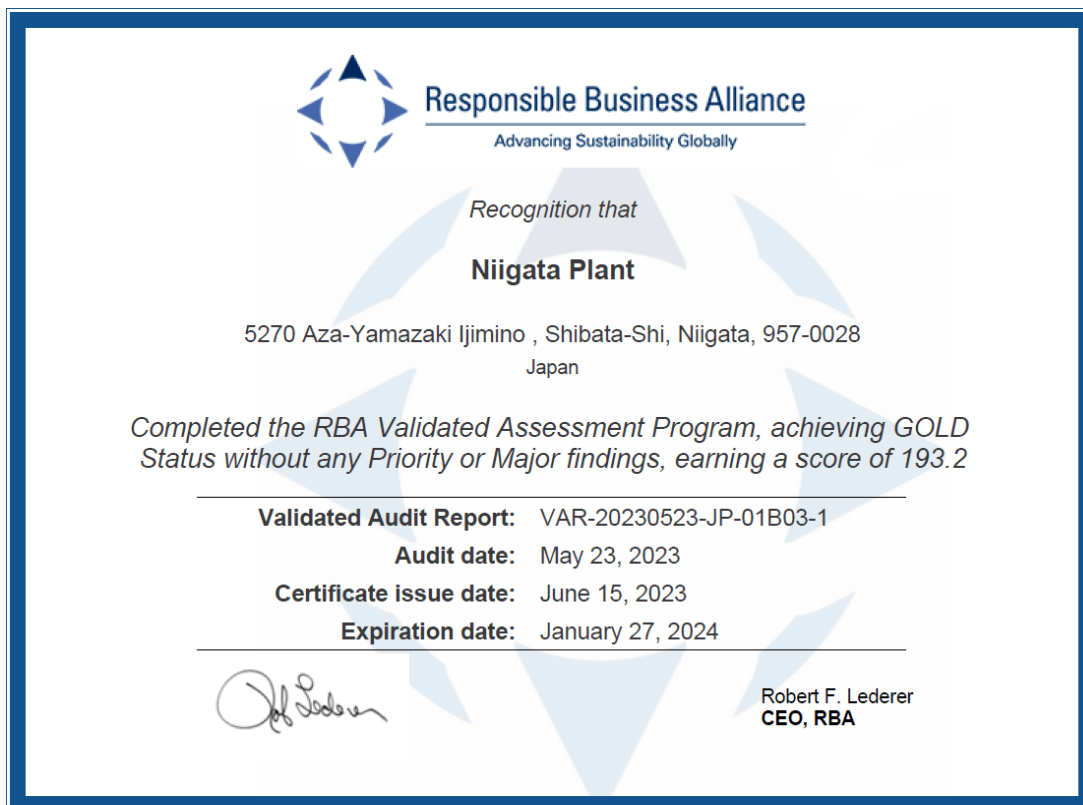 Responsible Business Alliance
Advancing Sustainability Globally
Recognition that
Niigata Plant
5270 Aza-Yamazaki Ijimino , Shibata-Shi, Niigata, 957-0028
Japan
Completed the RBA Validated Assessment Program, achieving GOLD
Status without any Priority or Major findings, earning a score of 193.2
Validated Audit Report: VAR-20230523-JP-01B03-1
Audit date: May 23, 2023
Certificate issue date: June 15, 2023
Expiration date: January 27, 2024
Rob Lederer
Robert F. Lederer
CEO, RBA